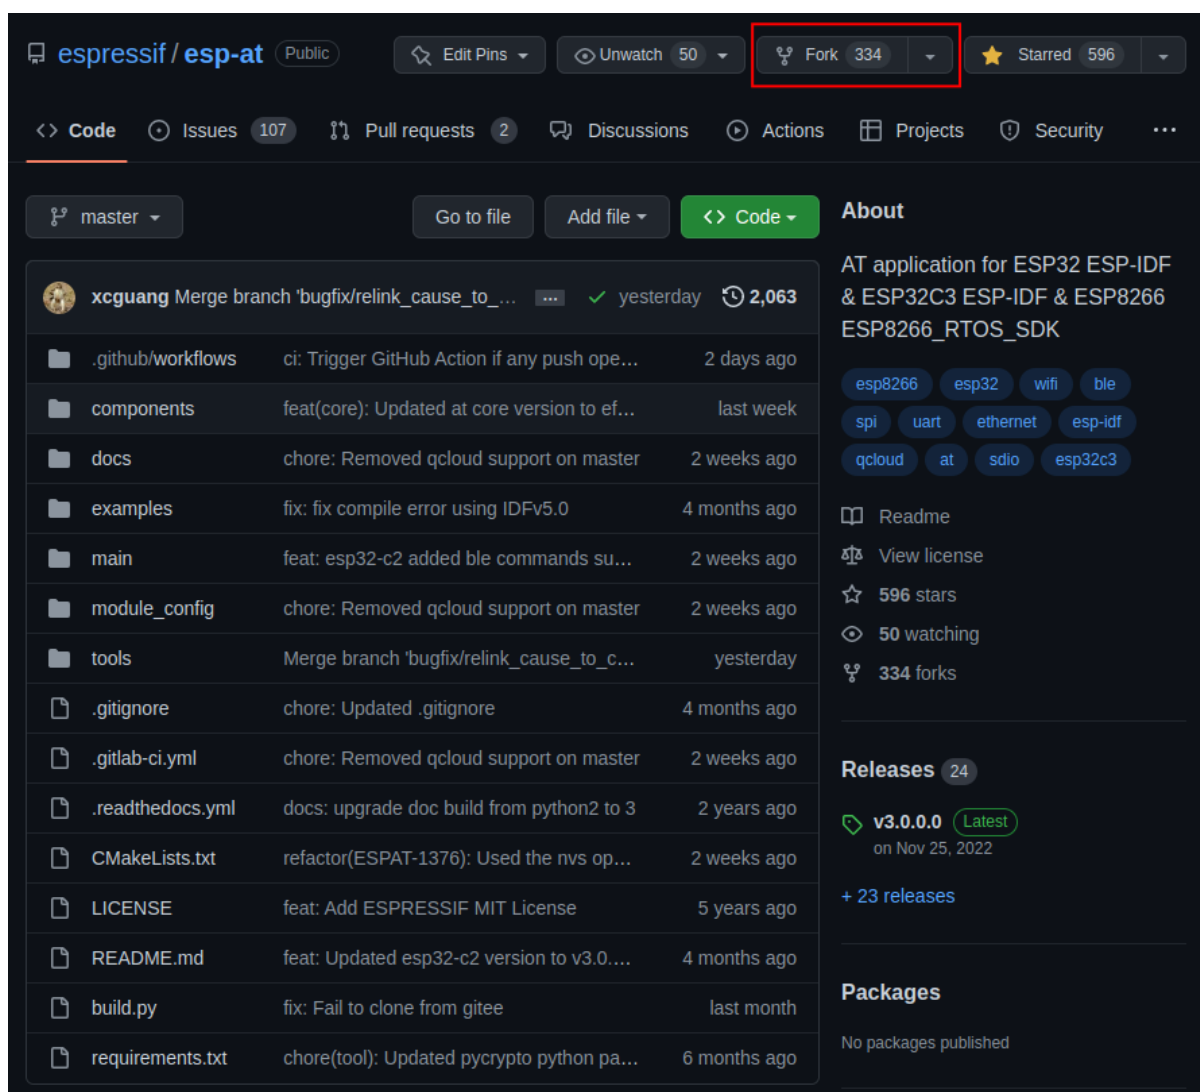 espressif / esp-at Public Edit Pins Unwatch 50 Fork 334 Starred 596
Code Issues 107 Pull requests 2 Discussions Actions Projects Security ...
master Go to file Add file Code
xcguang Merge branch 'bugfix/relink_cause_to_... ... yesterday 2,063
.github/workflows ci: Trigger GitHub Action if any push ope... 2 days ago
components feat(core): Updated at core version to ef... last week
docs chore: Removed qcloud support on master 2 weeks ago
examples fix: fix compile error using IDFv5.0 4 months ago
main feat: esp32-c2 added ble commands su... 2 weeks ago
module_config chore: Removed qcloud support on master 2 weeks ago
tools Merge branch 'bugfix/relink_cause_to_c... yesterday
.gitignore chore: Updated .gitignore 4 months ago
.gitlab-ci.yml chore: Removed qcloud support on master 2 weeks ago
.readthedocs.yml docs: upgrade doc build from python2 to 3 2 years ago
CMakeLists.txt refactor(ESPAT-1376): Used the nvs op... 2 weeks ago
LICENSE feat: Add ESPRESSIF MIT License 5 years ago
README.md feat: Updated esp32-c2 version to v3.0.... 4 months ago
build.py fix: Fail to clone from gitee last month
requirements.txt chore(tool): Updated pycrypto python pa... 6 months ago
About
AT application for ESP32 ESP-IDF
& ESP32C3 ESP-IDF & ESP8266
ESP8266_RTOS_SDK
esp8266 esp32 wifi ble
spi uart ethernet esp-idf
qcloud at sdio esp32c3
Readme
View license
596 stars
50 watching
334 forks
Releases 24
v3.0.0.0 Latest
on Nov 25, 2022
+ 23 releases
Packages
No packages published